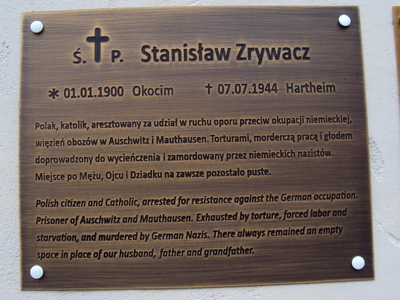 Ś. ✝ P. Stanisław Zrywacz
* 01.01.1900 Okocim † 07.07.1944 Hartheim
Polak, katolik, aresztowany za udział w ruchu oporu przeciw okupacji niemieckiej,
więzień obozów w Auschwitz i Mauthausen. Torturami, morderczą pracą i głodem
doprowadzony do wycieńczenia i zamordowany przez niemieckich nazistów.
Miejsce po Mężu, Ojcu i Dziadku na zawsze pozostało puste.
Polish citizen and Catholic, arrested for resistance against the German occupation.
Prisoner of Auschwitz and Mauthausen. Exhausted by torture, forced labar and
starvation, and murdered by German Nazis. There always remained an empty
space in place of our husband, father and grandfather.